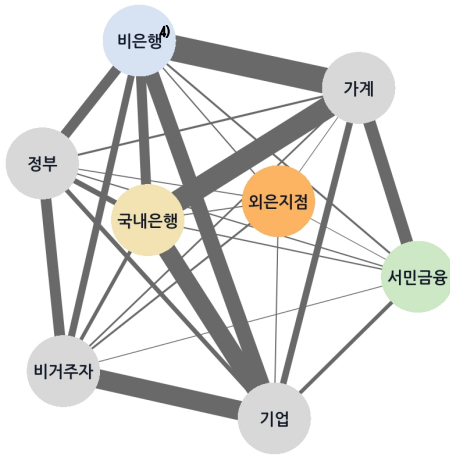 비은행4)
가계
정부
외은지점
국내은행
서민금융
비거주자
기업